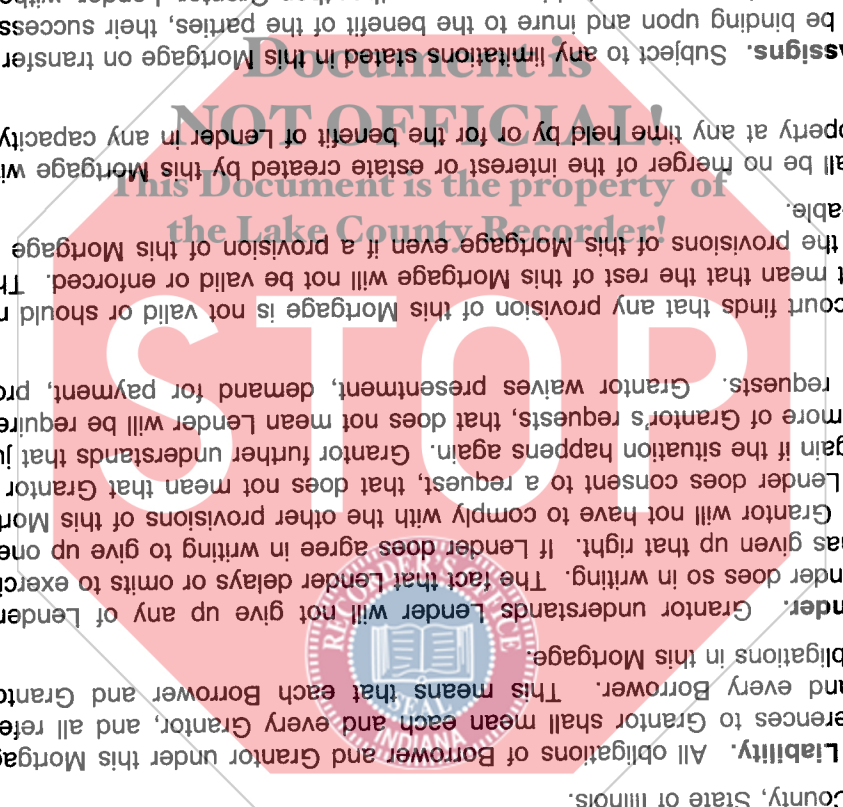 County, State of Illinois.
Liability. All obligations of Borrower and Grantor under this Mortgag
erences to Grantor shall mean each and every Grantor, and all refe
and every Borrower. This means that each Borrower and Granto
obligations in this Mortgage.
nder. Grantor understands Lender will not give up any of Lender
nder does so in writing. The fact that Lender delays or omits to exerci
has given up that right. If Lender does agree in writing to give up one
Grantor will not have to comply with the other provisions of this Mort
Lender does consent to a request, that does not mean that Grantor
gain if the situation happens again. Grantor further understands that ju
more of Grantor's requests, that does not mean Lender will be require
requests. Grantor waives presentment, demand for payment, pro
court finds that any provision of this Mortgage is not valid or should n
t mean that the rest of this Mortgage will not be valid or enforced. Th
the provisions of this Mortgage even if a provision of this Mortgage
eable.
all be no merger of the interest or estate created by this Mortgage wi
operty at any time held by or for the benefit of Lender in any capacity
Assigns. Subject to any limitations stated in this Mortgage on transfer
be binding upon and inure to the benefit of the parties, their success
Document is
NOT OFFICIAL!
This Document is the property of
the Lake County Recorder!
STOP
RECORDER'S OFFICE
SEAL
INDIANA